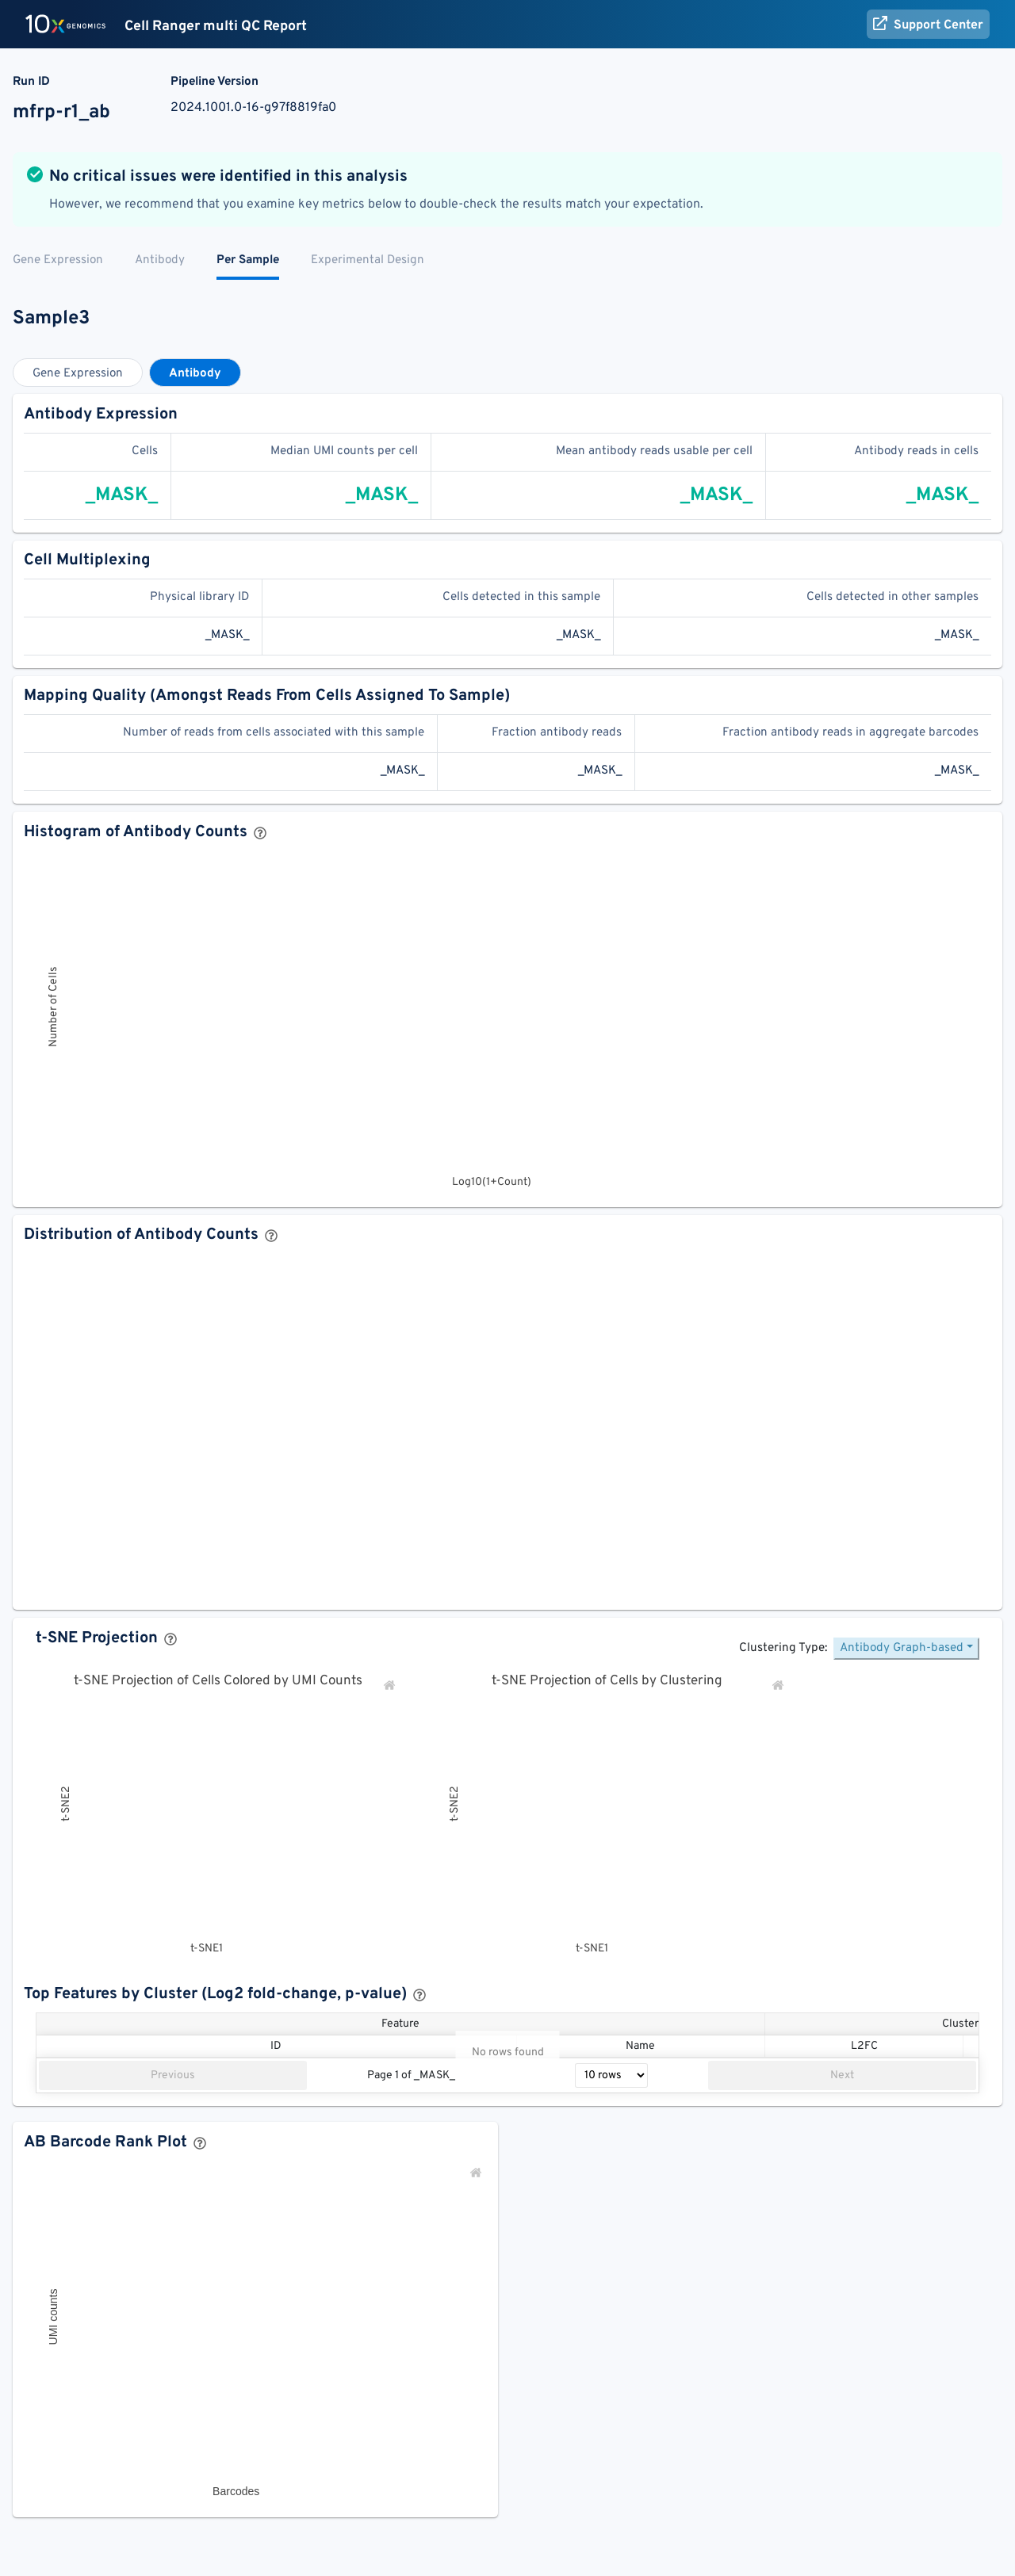 10x GENOMICS Cell Ranger multi QC Report Support Center
Run ID Pipeline Version
mfrp-r1_ab 2024.1001.0-16-g97f8819fa0
No critical issues were identified in this analysis
However, we recommend that you examine key metrics below to double-check the results match your expectation.
Gene Expression Antibody Per Sample Experimental Design
Sample3
Gene Expression Antibody
Antibody Expression
Cells Median UMI counts per cell Mean antibody reads usable per cell Antibody reads in cells
_MASK_ _MASK_ _MASK_ _MASK_
Cell Multiplexing
Physical library ID Cells detected in this sample Cells detected in other samples
_MASK_ _MASK_ _MASK_
Mapping Quality (Amongst Reads From Cells Assigned To Sample)
Number of reads from cells associated with this sample Fraction antibody reads Fraction antibody reads in aggregate barcodes
_MASK_ _MASK_ _MASK_
Histogram of Antibody Counts ?
Number of Cells
Log10(1+Count)
Distribution of Antibody Counts ?
t-SNE Projection ?
Clustering Type: Antibody Graph-based
t-SNE Projection of Cells Colored by UMI Counts t-SNE Projection of Cells by Clustering
t-SNE2 t-SNE2
t-SNE1 t-SNE1
Top Features by Cluster (Log2 fold-change, p-value) ?
Feature Cluster
ID Name L2FC
No rows found
Previous Page 1 of _MASK_ 10 rows Next
AB Barcode Rank Plot ?
UMI counts
Barcodes